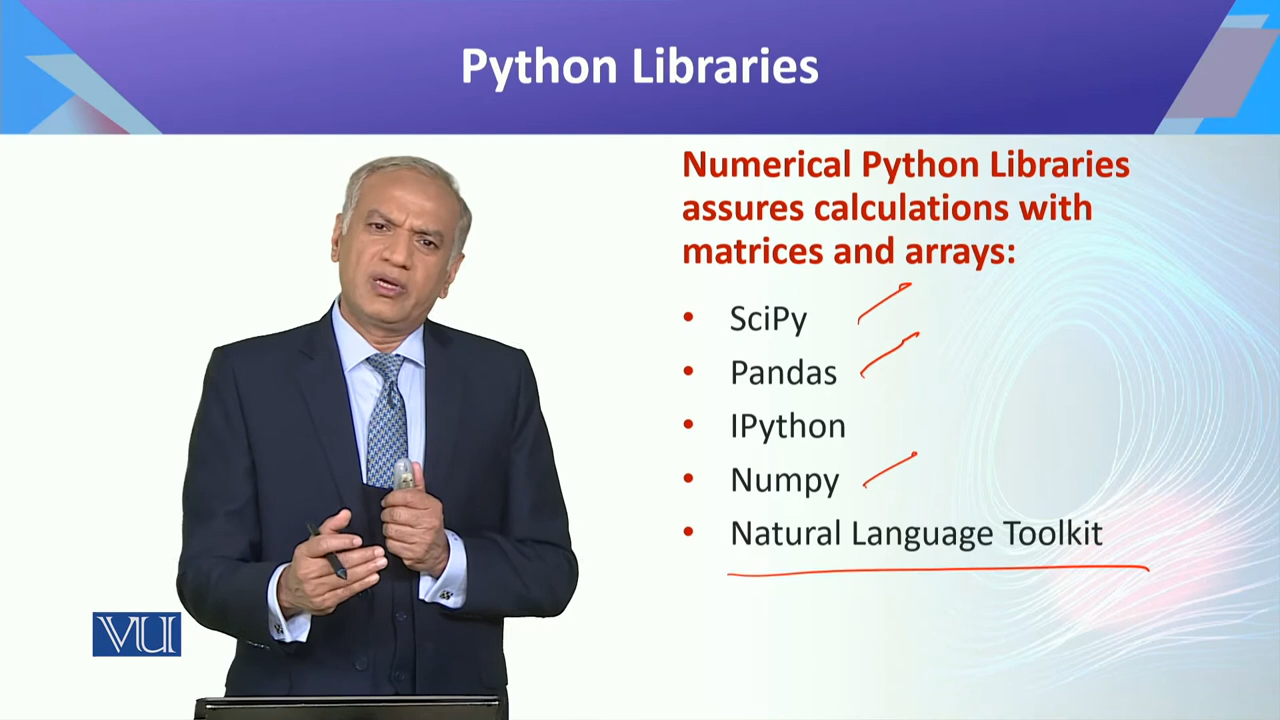 Python Libraries
Numerical Python Libraries
assures calculations with
matrices and arrays:
• SciPy
• Pandas
• IPython
• Numpy
• Natural Language Toolkit
VU